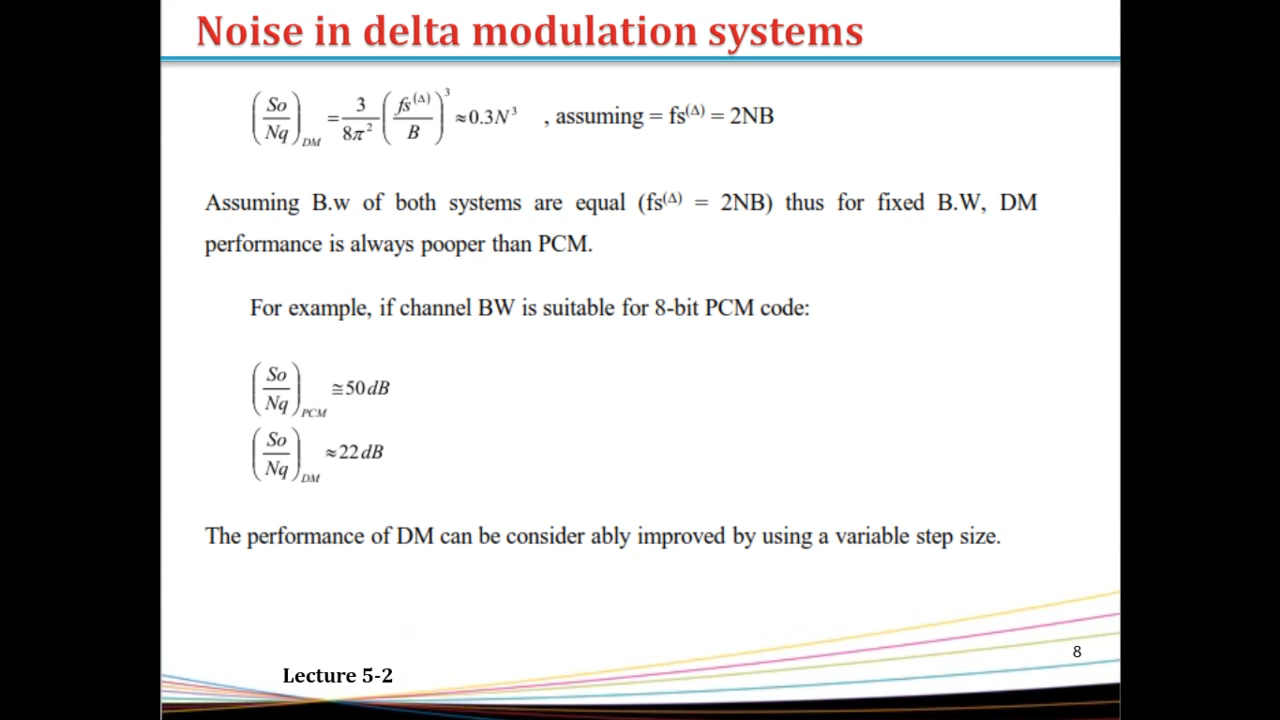 Noise in delta modulation systems
(So/Nq)DM = 3/8π² (fs(Δ)/B)³ ≈0.3N³ , assuming = fs(Δ) = 2NB
Assuming B.w of both systems are equal (fs(Δ) = 2NB) thus for fixed B.W, DM
performance is always pooper than PCM.
For example, if channel BW is suitable for 8-bit PCM code:
(So/Nq)PCM ≅50dB
(So/Nq)DM ≈22dB
The performance of DM can be consider ably improved by using a variable step size.
8
Lecture 5-2